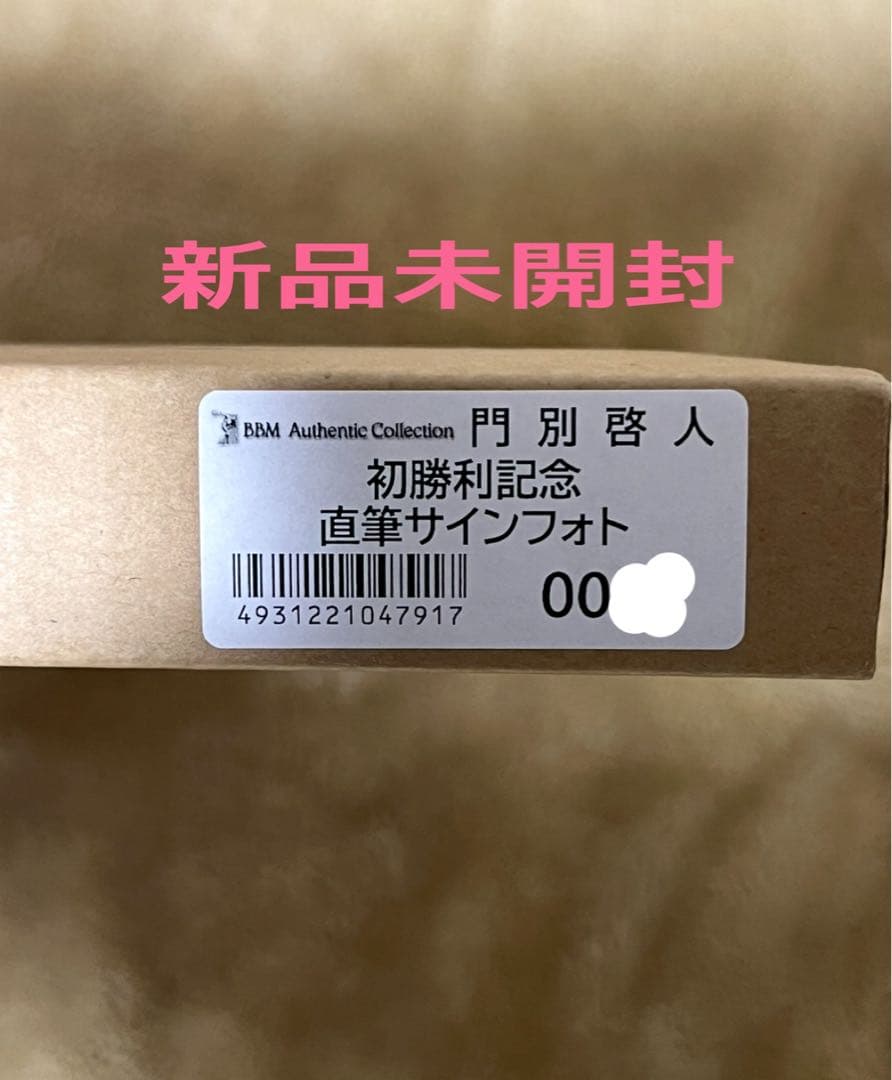 新品未開封
BBM Authentic Collection 門別啓人
初勝利記念
直筆サインフォト
4931221047917
00